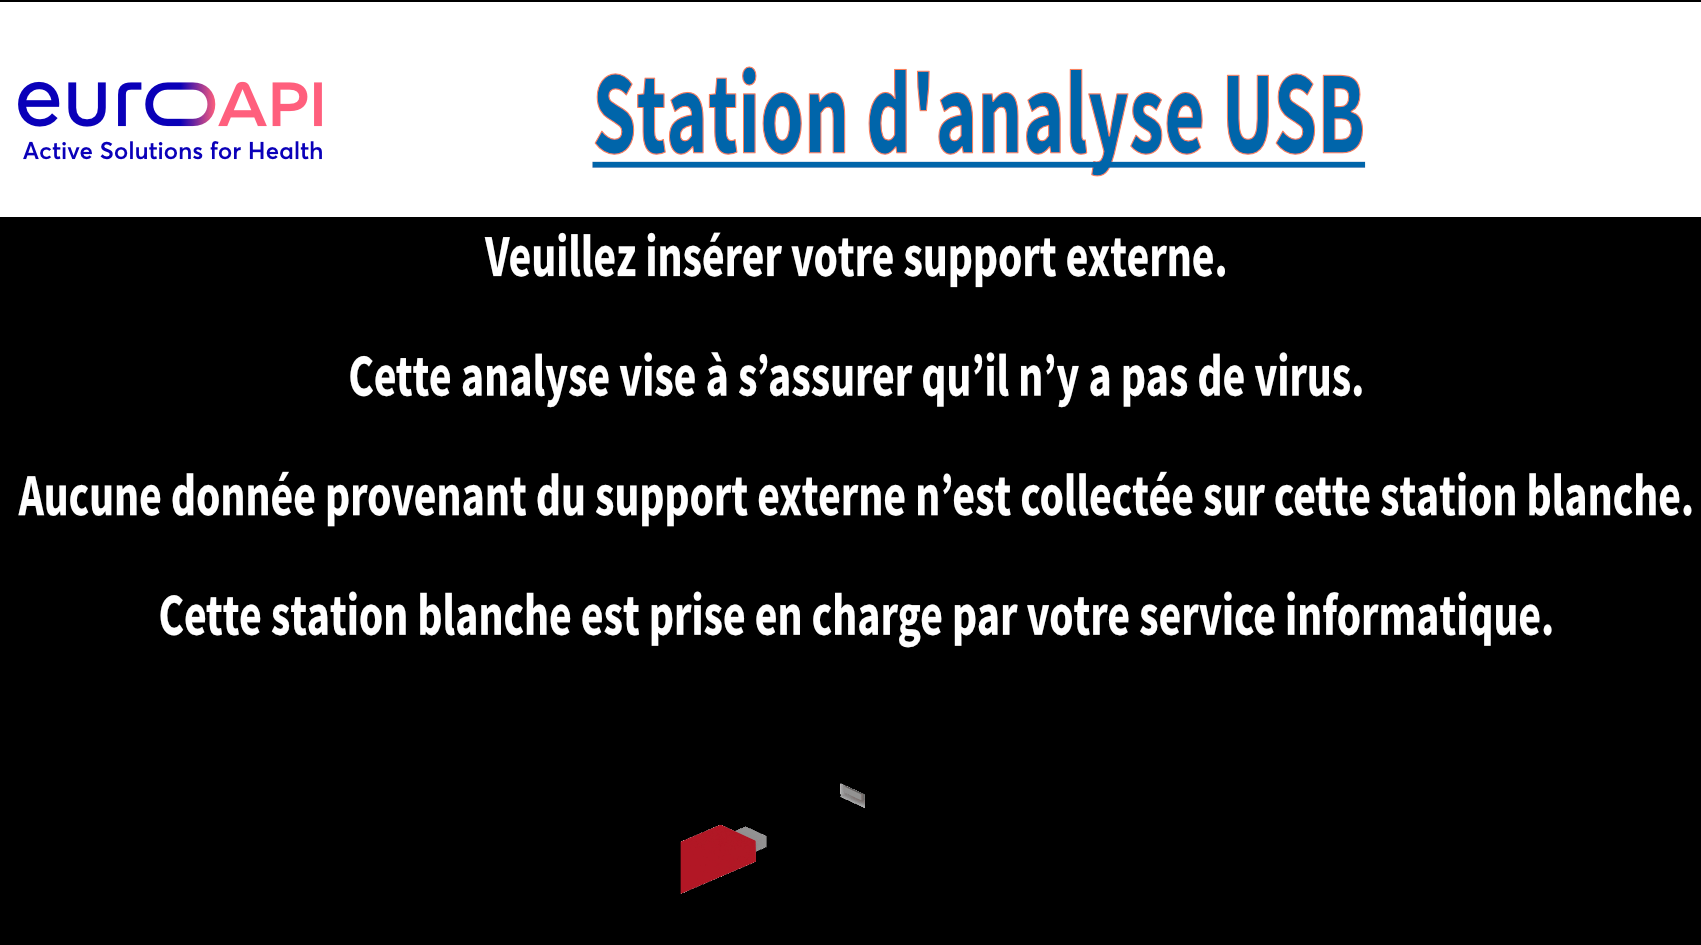 euroAPI
Active Solutions for Health
Station d'analyse USB
Veuillez insérer votre support externe.
Cette analyse vise à s’assurer qu’il n’y a pas de virus.
Aucune donnée provenant du support externe n’est collectée sur cette station blanche.
Cette station blanche est prise en charge par votre service informatique.